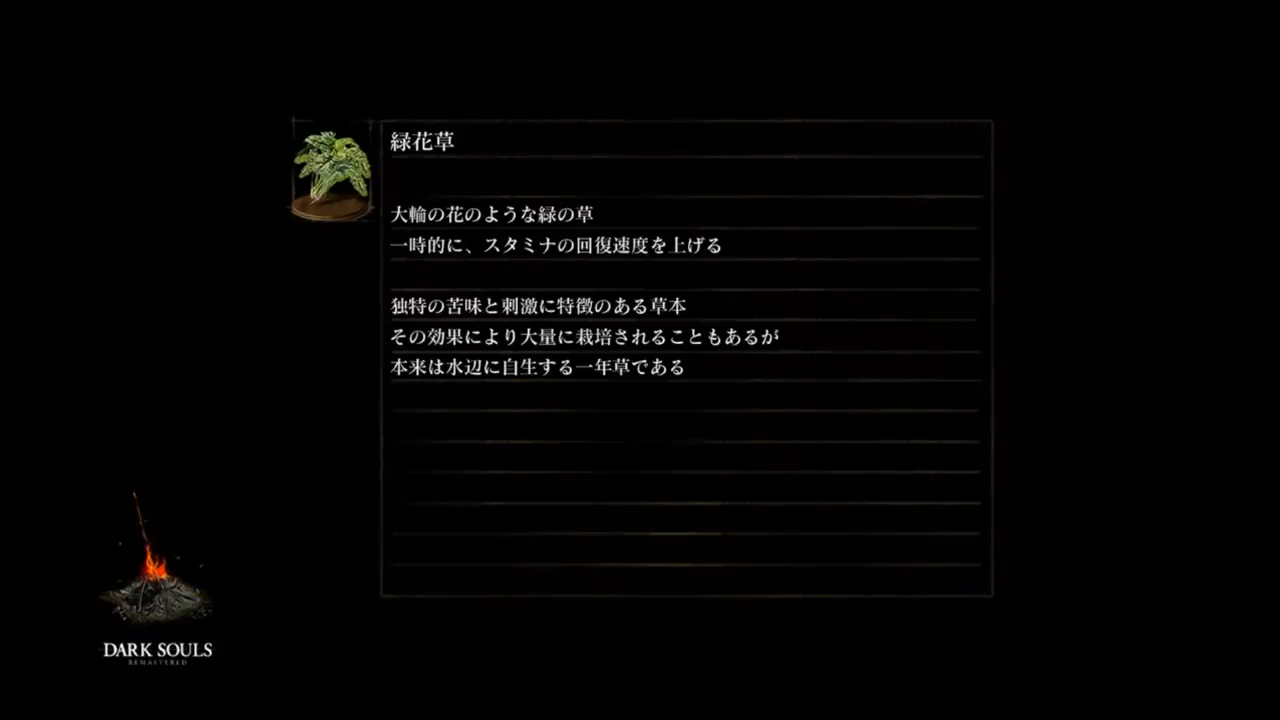 緑花草
大輪の花のような緑の草
一時的に、スタミナの回復速度を上げる
独特の苦味と刺激に特徴のある草本
その効果により大量に栽培されることもあるが
本来は水辺に自生する一年草である
DARK SOULS
REMASTERED